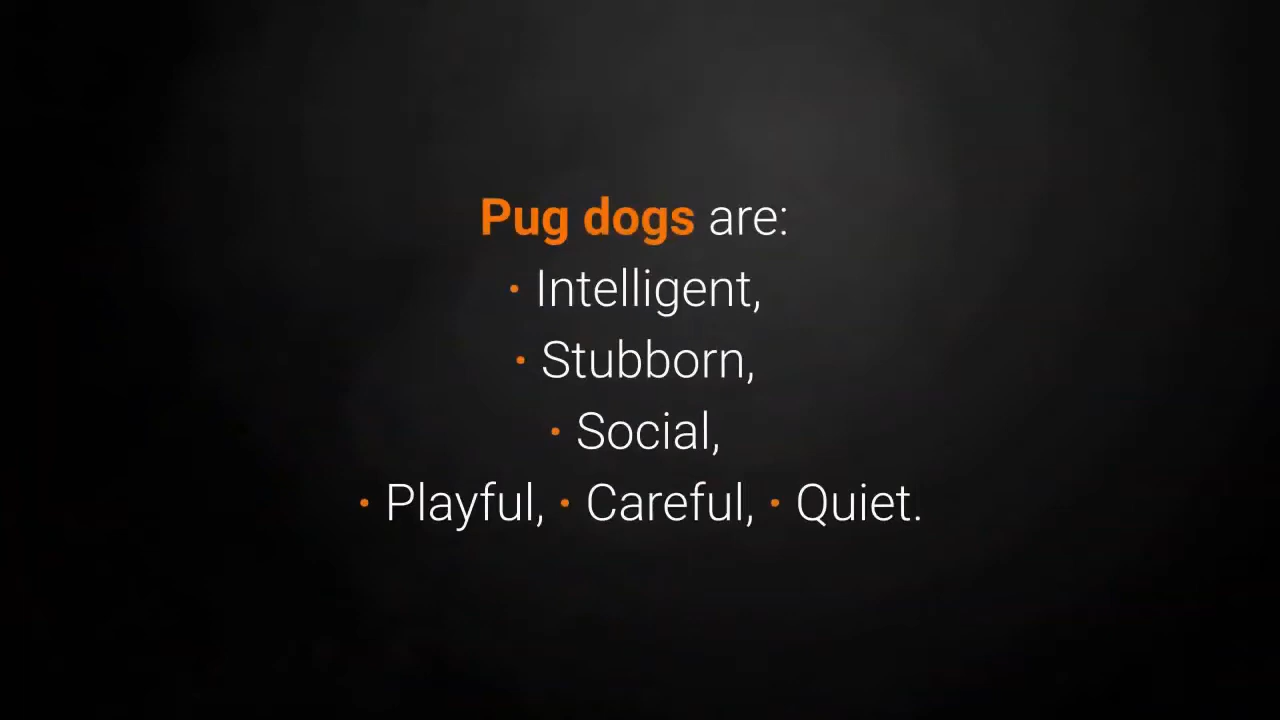 Pug dogs are:
• Intelligent,
• Stubborn,
• Social,
• Playful, • Careful, • Quiet.